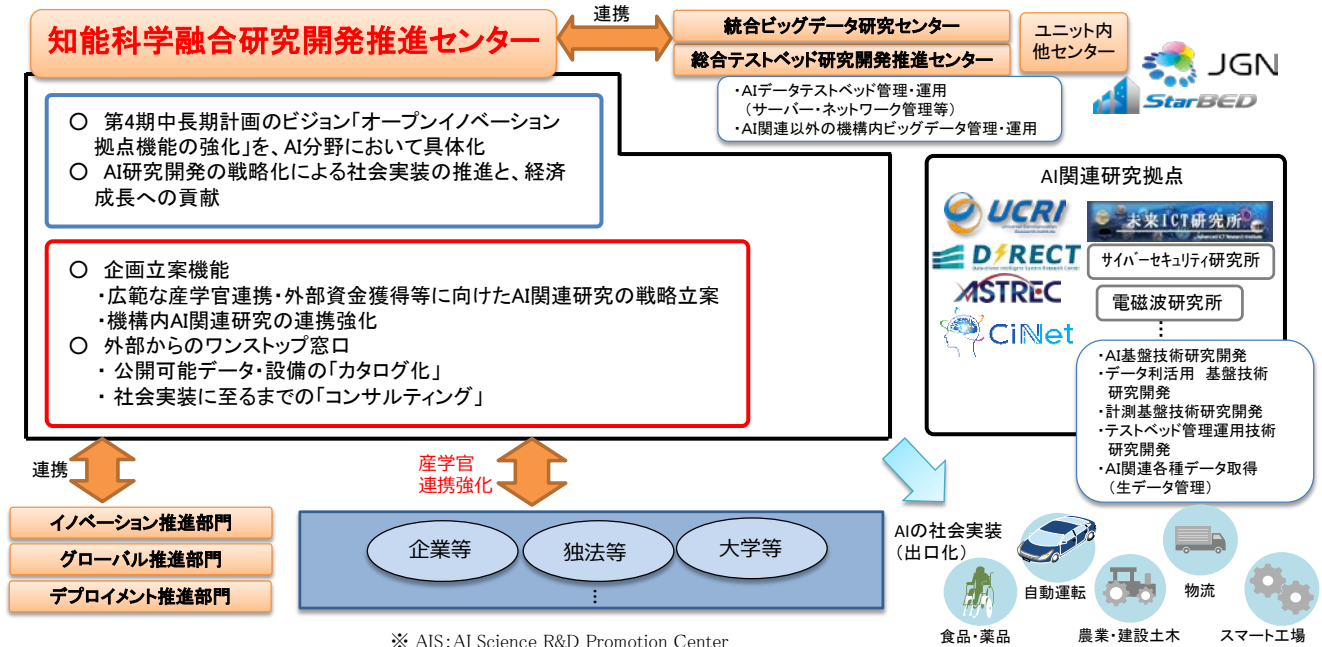 知能科学融合研究開発推進センター
連携
統合ビッグデータ研究センター
総合テストベッド研究開発推進センター
ユニット内
他センター
JGN
StarBED
・AIデータテストベッド管理・運用
（サーバー・ネットワーク管理等）
・AI関連以外の機構内ビッグデータ管理・運用
○ 第4期中長期計画のビジョン「オープンイノベーション
拠点機能の強化」を、AI分野において具体化
○ AI研究開発の戦略化による社会実装の推進と、経済
成長への貢献
○ 企画立案機能
・広範な産学官連携・外部資金獲得等に向けたAI関連研究の戦略立案
・機構内AI関連研究の連携強化
○ 外部からのワンストップ窓口
・ 公開可能データ・設備の「カタログ化」
・ 社会実装に至るまでの「コンサルティング」
AI関連研究拠点
UCRI
未来ICT研究所
DIRECT
サイバーセキュリティ研究所
ASTREC
電磁波研究所
CiNet
⋮
・AI基盤技術研究開発
・データ利活用 基盤技術
研究開発
・計測基盤技術研究開発
・テストベッド管理運用技術
研究開発
・AI関連各種データ取得
（生データ管理）
連携
イノベーション推進部門
グローバル推進部門
デプロイメント推進部門
産学官
連携強化
企業等
独法等
大学等
⋮
AIの社会実装
（出口化）
自動運転
物流
食品・薬品
農業・建設土木
スマート工場
※ AIS：AI Science R&D Promotion Center